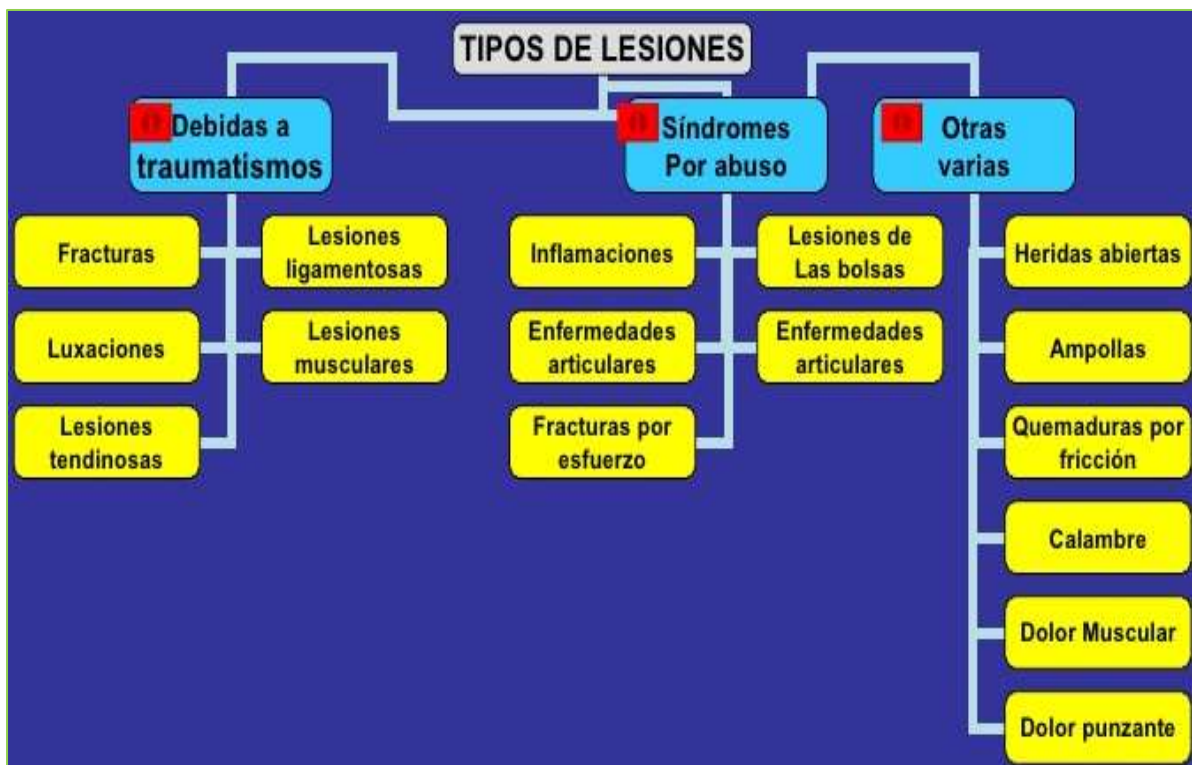 TIPOS DE LESIONES
Debidas a
traumatismos
Fracturas
Lesiones
ligamentosas
Luxaciones
Lesiones
musculares
Lesiones
tendinosas
Síndromes
Por abuso
Inflamaciones
Lesiones de
Las bolsas
Enfermedades
articulares
Enfermedades
articulares
Fracturas por
esfuerzo
Otras
varias
Heridas abiertas
Ampollas
Quemaduras por
fricción
Calambre
Dolor Muscular
Dolor punzante